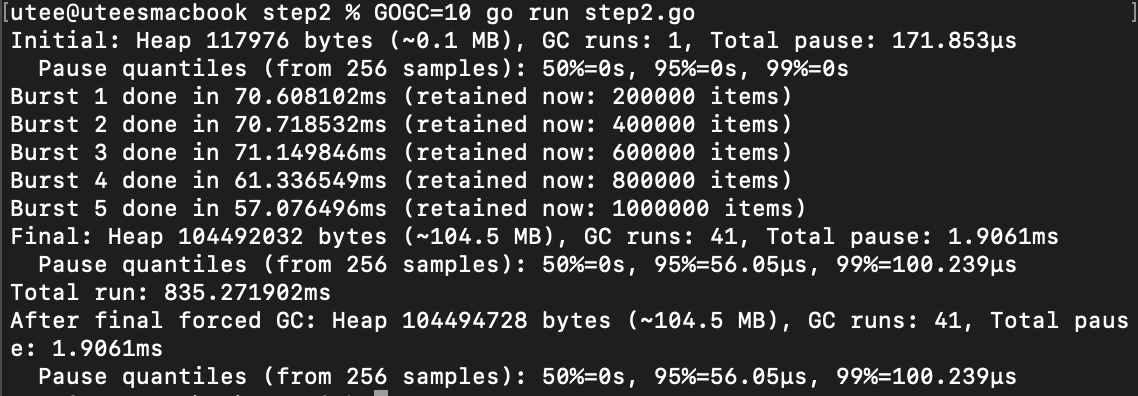 [utee@uteesmacbook step2 % GOGC=10 go run step2.go ]
Initial: Heap 117976 bytes (~0.1 MB), GC runs: 1, Total pause: 171.853µs
  Pause quantiles (from 256 samples): 50%=0s, 95%=0s, 99%=0s
Burst 1 done in 70.608102ms (retained now: 200000 items)
Burst 2 done in 70.718532ms (retained now: 400000 items)
Burst 3 done in 71.149846ms (retained now: 600000 items)
Burst 4 done in 61.336549ms (retained now: 800000 items)
Burst 5 done in 57.076496ms (retained now: 1000000 items)
Final: Heap 104492032 bytes (~104.5 MB), GC runs: 41, Total pause: 1.9061ms
  Pause quantiles (from 256 samples): 50%=0s, 95%=56.05µs, 99%=100.239µs
Total run: 835.271902ms
After final forced GC: Heap 104494728 bytes (~104.5 MB), GC runs: 41, Total paus
e: 1.9061ms
  Pause quantiles (from 256 samples): 50%=0s, 95%=56.05µs, 99%=100.239µs